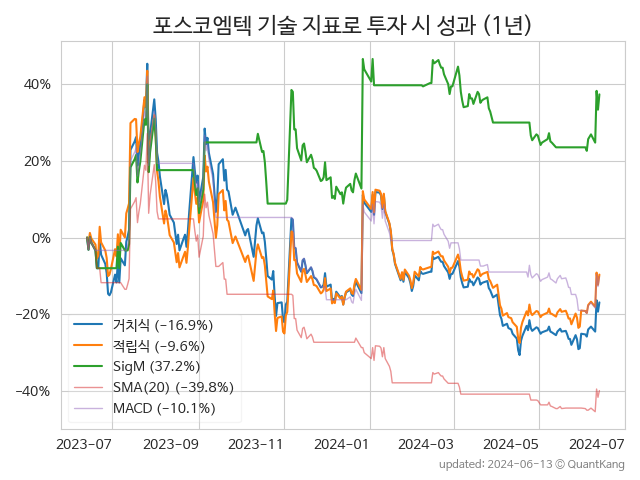 포스코엠텍 기술 지표로 투자 시 성과 (1년)
40%
20%
0%
−20%
−40%
거치식 (−16.9%)
적립식 (−9.6%)
SigM (37.2%)
SMA(20) (−39.8%)
MACD (−10.1%)
2023-07 2023-09 2023-11 2024-01 2024-03 2024-05 2024-07
updated: 2024-06-13 © QuantKang